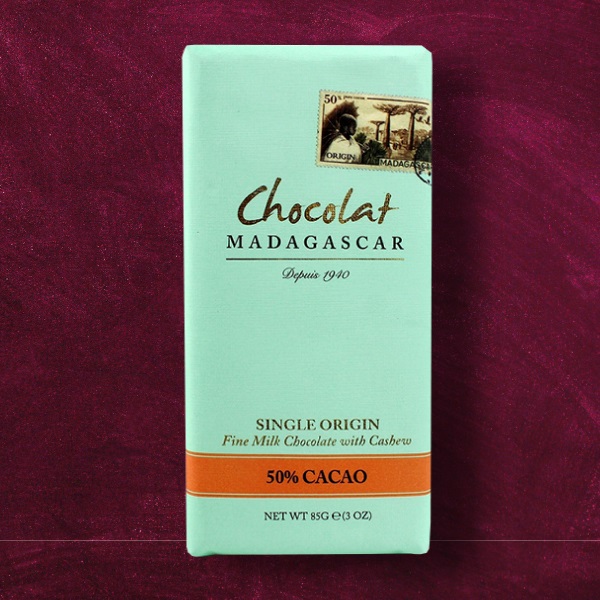 50%
ORIGIN
MADAGASC
Chocolat
MADAGASCAR
Depuis 1940
SINGLE ORIGIN
Fine Milk Chocolate with Cashew
50% CACAO
NET WT 85G ℮ (3 OZ)